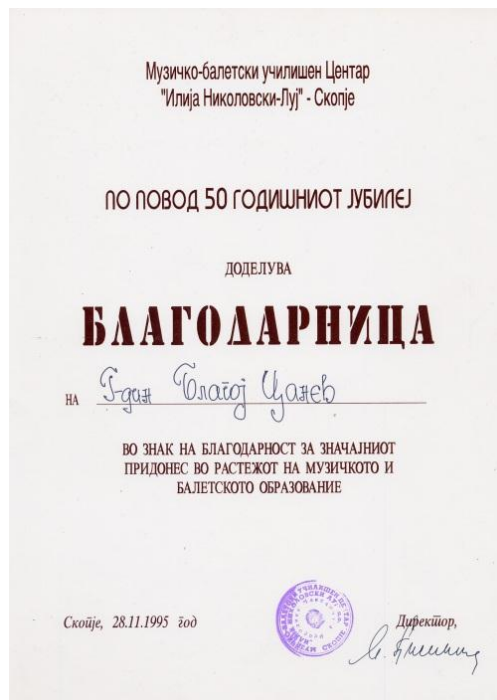 Музичко-балетски училишен Центар
"Илија Николовски-Луј" - Скопје
ПО ПОВОД 50 ГОДИШНИОТ ЈУБИЛЕЈ
ДОДЕЛУВА
БЛАГОДАРНИЦА
НА Г-дин Благој Цанев
ВО ЗНАК НА БЛАГОДАРНОСТ ЗА ЗНАЧАЈНИОТ
ПРИДОНЕС ВО РАСТЕЖОТ НА МУЗИЧКОТО И
БАЛЕТСКОТО ОБРАЗОВАНИЕ
Скопје, 28.11.1995 год
Директор,